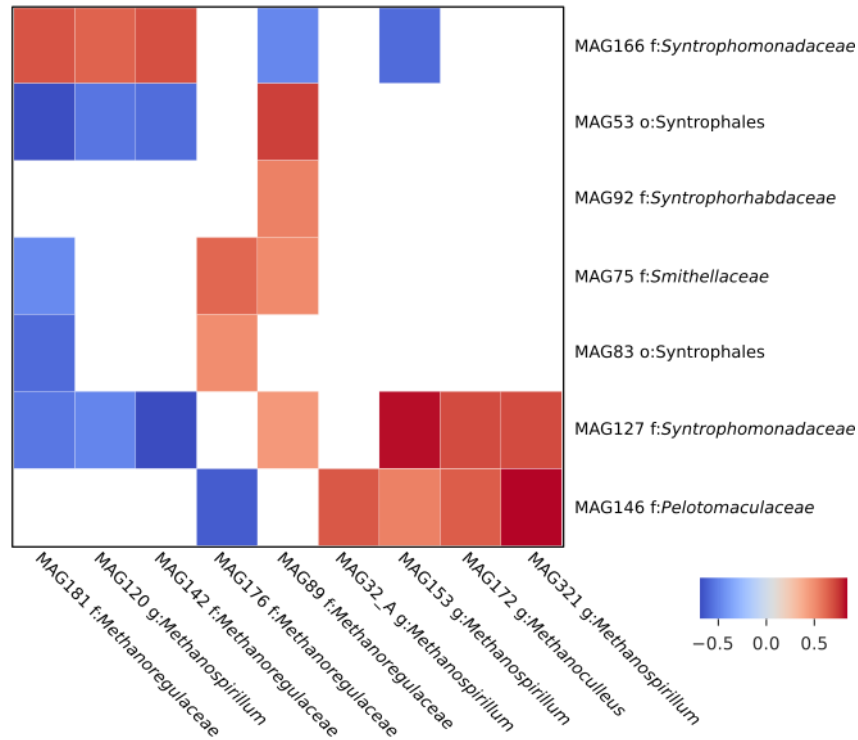 MAG166 f:Syntrophomonadaceae
MAG53 o:Syntrophales
MAG92 f:Syntrophorhabdaceae
MAG75 f:Smithellaceae
MAG83 o:Syntrophales
MAG127 f:Syntrophomonadaceae
MAG146 f:Pelotomaculaceae
MAG181 f:Methanoregulaceae
MAG120 g:Methanospirillum
MAG142 f:Methanoregulaceae
MAG176 f:Methanoregulaceae
MAG89 f:Methanoregulaceae
MAG32_A g:Methanospirillum
MAG153 g:Methanospirillum
MAG172 g:Methanoculleus
MAG321 g:Methanospirillum
−0.5 0.0 0.5